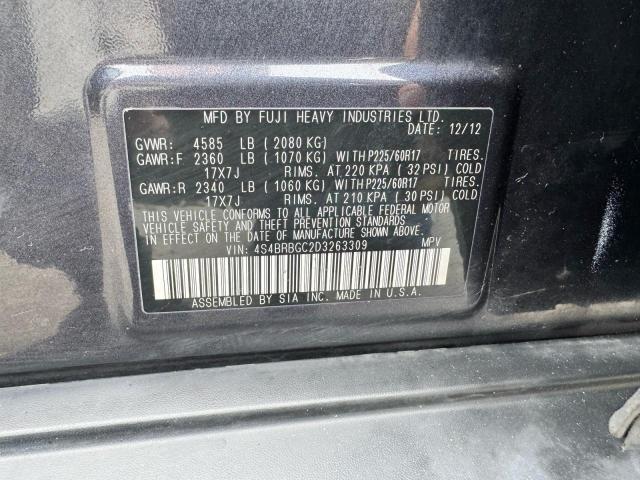 MFD BY FUJI HEAVY INDUSTRIES LTD.
DATE: 12/12
GVWR: 4585 LB (2080 KG)
GAWR:F 2360 LB (1070 KG) WITH P225/60R17 TIRES.
17X7J RIMS. AT 220 KPA (32 PSI) COLD
GAWR:R 2340 LB (1060 KG) WITH P225/60R17 TIRES.
17X7J RIMS. AT 210 KPA (30 PSI) COLD
THIS VEHICLE CONFORMS TO ALL APPLICABLE FEDERAL MOTOR
VEHICLE SAFETY AND THEFT PREVENTION STANDARDS
IN EFFECT ON THE DATE OF MANUFACTURE SHOWN ABOVE.
VIN: 4S4BRBGC2D3263309 MPV
ASSEMBLED BY SIA INC. MADE IN U.S.A.